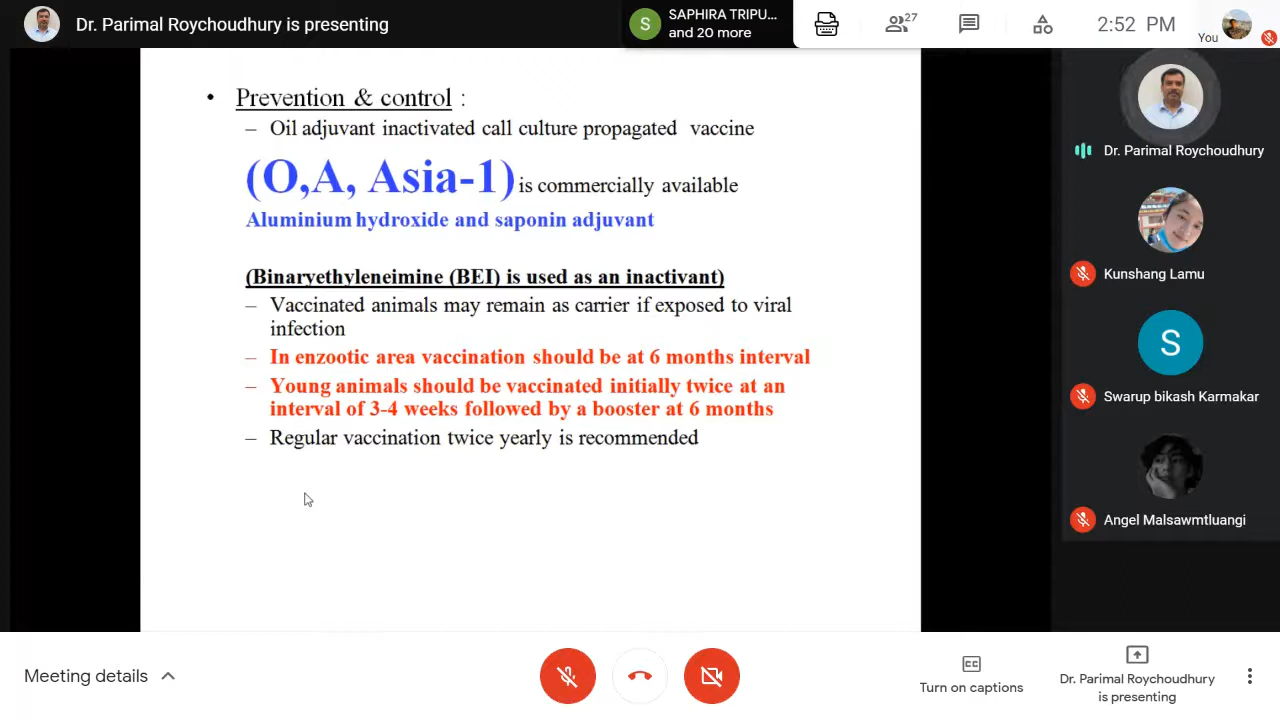 Dr. Parimal Roychoudhury is presenting
S
SAPHIRA TRIPU...
and 20 more
27
2:52 PM
You
• Prevention & control :
– Oil adjuvant inactivated call culture propagated vaccine
(O,A, Asia-1) is commercially available
Aluminium hydroxide and saponin adjuvant
(Binaryethyleneimine (BEI) is used as an inactivant)
– Vaccinated animals may remain as carrier if exposed to viral
infection
– In enzootic area vaccination should be at 6 months interval
– Young animals should be vaccinated initially twice at an
interval of 3-4 weeks followed by a booster at 6 months
– Regular vaccination twice yearly is recommended
Dr. Parimal Roychoudhury
Kunshang Lamu
S
Swarup bikash Karmakar
Angel Malsawmtluangi
Meeting details
CC
Turn on captions
Dr. Parimal Roychoudhury
is presenting